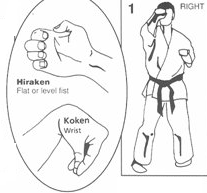 Hiraken
Flat or level fist
Koken
Wrist
1
RIGHT